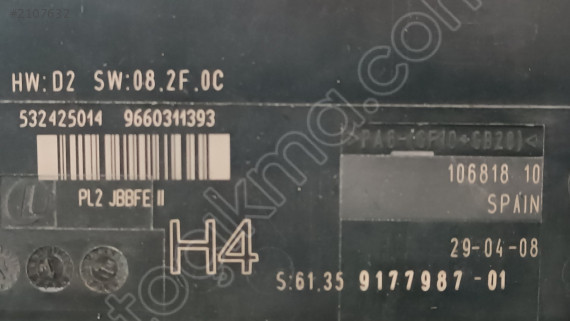 HW:D2 SW:08.2F.0C
532425014 9660311393
>PA6-(GF10+GB20)<
PL2 JBBFE II
106818 10
SPAIN
H4
29-04-08
S:61.35 9177987-01